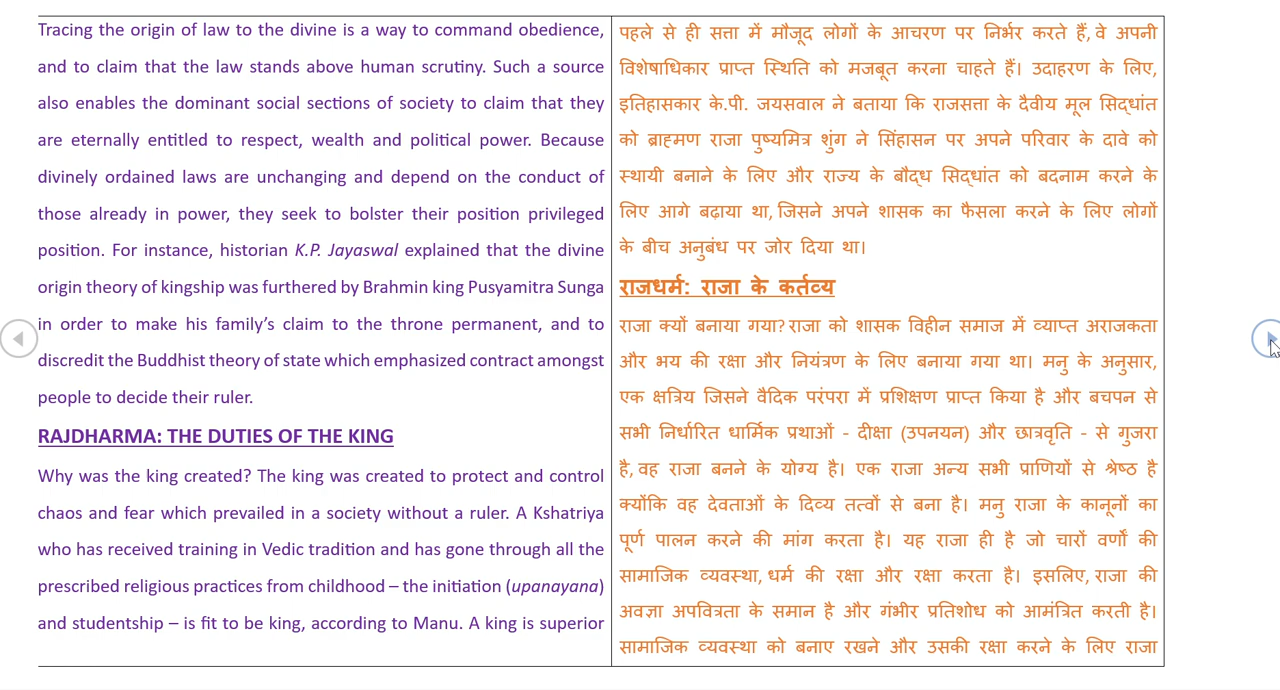 Tracing the origin of law to the divine is a way to command obedience,
and to claim that the law stands above human scrutiny. Such a source
also enables the dominant social sections of society to claim that they
are eternally entitled to respect, wealth and political power. Because
divinely ordained laws are unchanging and depend on the conduct of
those already in power, they seek to bolster their position privileged
position. For instance, historian K.P. Jayaswal explained that the divine
origin theory of kingship was furthered by Brahmin king Pusyamitra Sunga
in order to make his family’s claim to the throne permanent, and to
discredit the Buddhist theory of state which emphasized contract amongst
people to decide their ruler.
RAJDHARMA: THE DUTIES OF THE KING
Why was the king created? The king was created to protect and control
chaos and fear which prevailed in a society without a ruler. A Kshatriya
who has received training in Vedic tradition and has gone through all the
prescribed religious practices from childhood – the initiation (upanayana)
and studentship – is fit to be king, according to Manu. A king is superior
पहले से ही सत्ता में मौजूद लोगों के आचरण पर निर्भर करते हैं, वे अपनी
विशेषाधिकार प्राप्त स्थिति को मजबूत करना चाहते हैं। उदाहरण के लिए,
इतिहासकार के.पी. जयसवाल ने बताया कि राजसत्ता के दैवीय मूल सिद्धांत
को ब्राह्मण राजा पुष्यमित्र शुंग ने सिंहासन पर अपने परिवार के दावे को
स्थायी बनाने के लिए और राज्य के बौद्ध सिद्धांत को बदनाम करने के
लिए आगे बढ़ाया था, जिसने अपने शासक का फैसला करने के लिए लोगों
के बीच अनुबंध पर जोर दिया था।
राजधर्म: राजा के कर्तव्य
राजा क्यों बनाया गया? राजा को शासक विहीन समाज में व्याप्त अराजकता
और भय की रक्षा और नियंत्रण के लिए बनाया गया था। मनु के अनुसार,
एक क्षत्रिय जिसने वैदिक परंपरा में प्रशिक्षण प्राप्त किया है और बचपन से
सभी निर्धारित धार्मिक प्रथाओं - दीक्षा (उपनयन) और छात्रवृति - से गुजरा
है, वह राजा बनने के योग्य है। एक राजा अन्य सभी प्राणियों से श्रेष्ठ है
क्योंकि वह देवताओं के दिव्य तत्वों से बना है। मनु राजा के कानूनों का
पूर्ण पालन करने की मांग करता है। यह राजा ही है जो चारों वर्णों की
सामाजिक व्यवस्था, धर्म की रक्षा और रक्षा करता है। इसलिए, राजा की
अवज्ञा अपवित्रता के समान है और गंभीर प्रतिशोध को आमंत्रित करती है।
सामाजिक व्यवस्था को बनाए रखने और उसकी रक्षा करने के लिए राजा